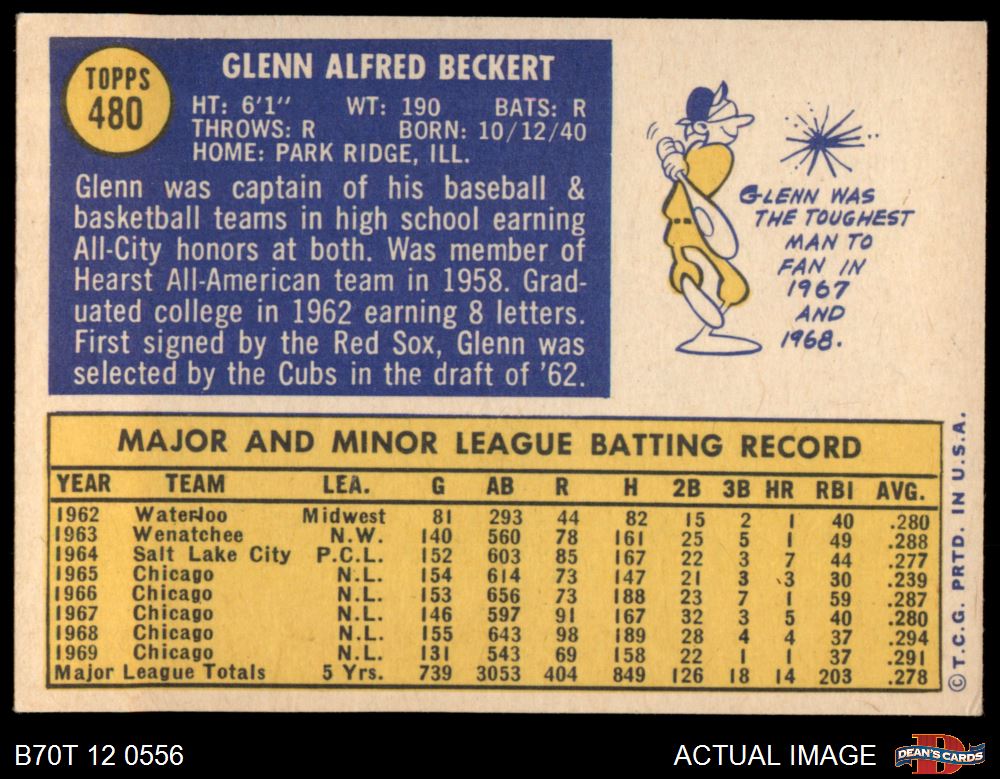 TOPPS
480
GLENN ALFRED BECKERT
HT: 6'1" WT: 190 BATS: R
THROWS: R BORN: 10/12/40
HOME: PARK RIDGE, ILL.
Glenn was captain of his baseball &
basketball teams in high school earning
All-City honors at both. Was member of
Hearst All-American team in 1958. Grad-
uated college in 1962 earning 8 letters.
First signed by the Red Sox, Glenn was
selected by the Cubs in the draft of '62.
GLENN WAS
THE TOUGHEST
MAN TO
FAN IN
1967
AND
1968.
MAJOR AND MINOR LEAGUE BATTING RECORD
YEAR TEAM LEA. G AB R H 2B 3B HR RBI AVG.
1962 Waterloo Midwest 81 293 44 82 15 2 1 40 .280
1963 Wenatchee N.W. 140 560 78 161 25 5 1 49 .288
1964 Salt Lake City P.C.L. 152 603 85 167 22 3 7 44 .277
1965 Chicago N.L. 154 614 73 147 21 3 3 30 .239
1966 Chicago N.L. 153 656 73 188 23 7 1 59 .287
1967 Chicago N.L. 146 597 91 167 32 3 5 40 .280
1968 Chicago N.L. 155 643 98 189 28 4 4 37 .294
1969 Chicago N.L. 131 543 69 158 22 1 1 37 .291
Major League Totals 5 Yrs. 739 3053 404 849 126 18 14 203 .278
© T.C.G. PRTD. IN U.S.A.
B70T 12 0556
ACTUAL IMAGE
D
DEAN'S CARDS